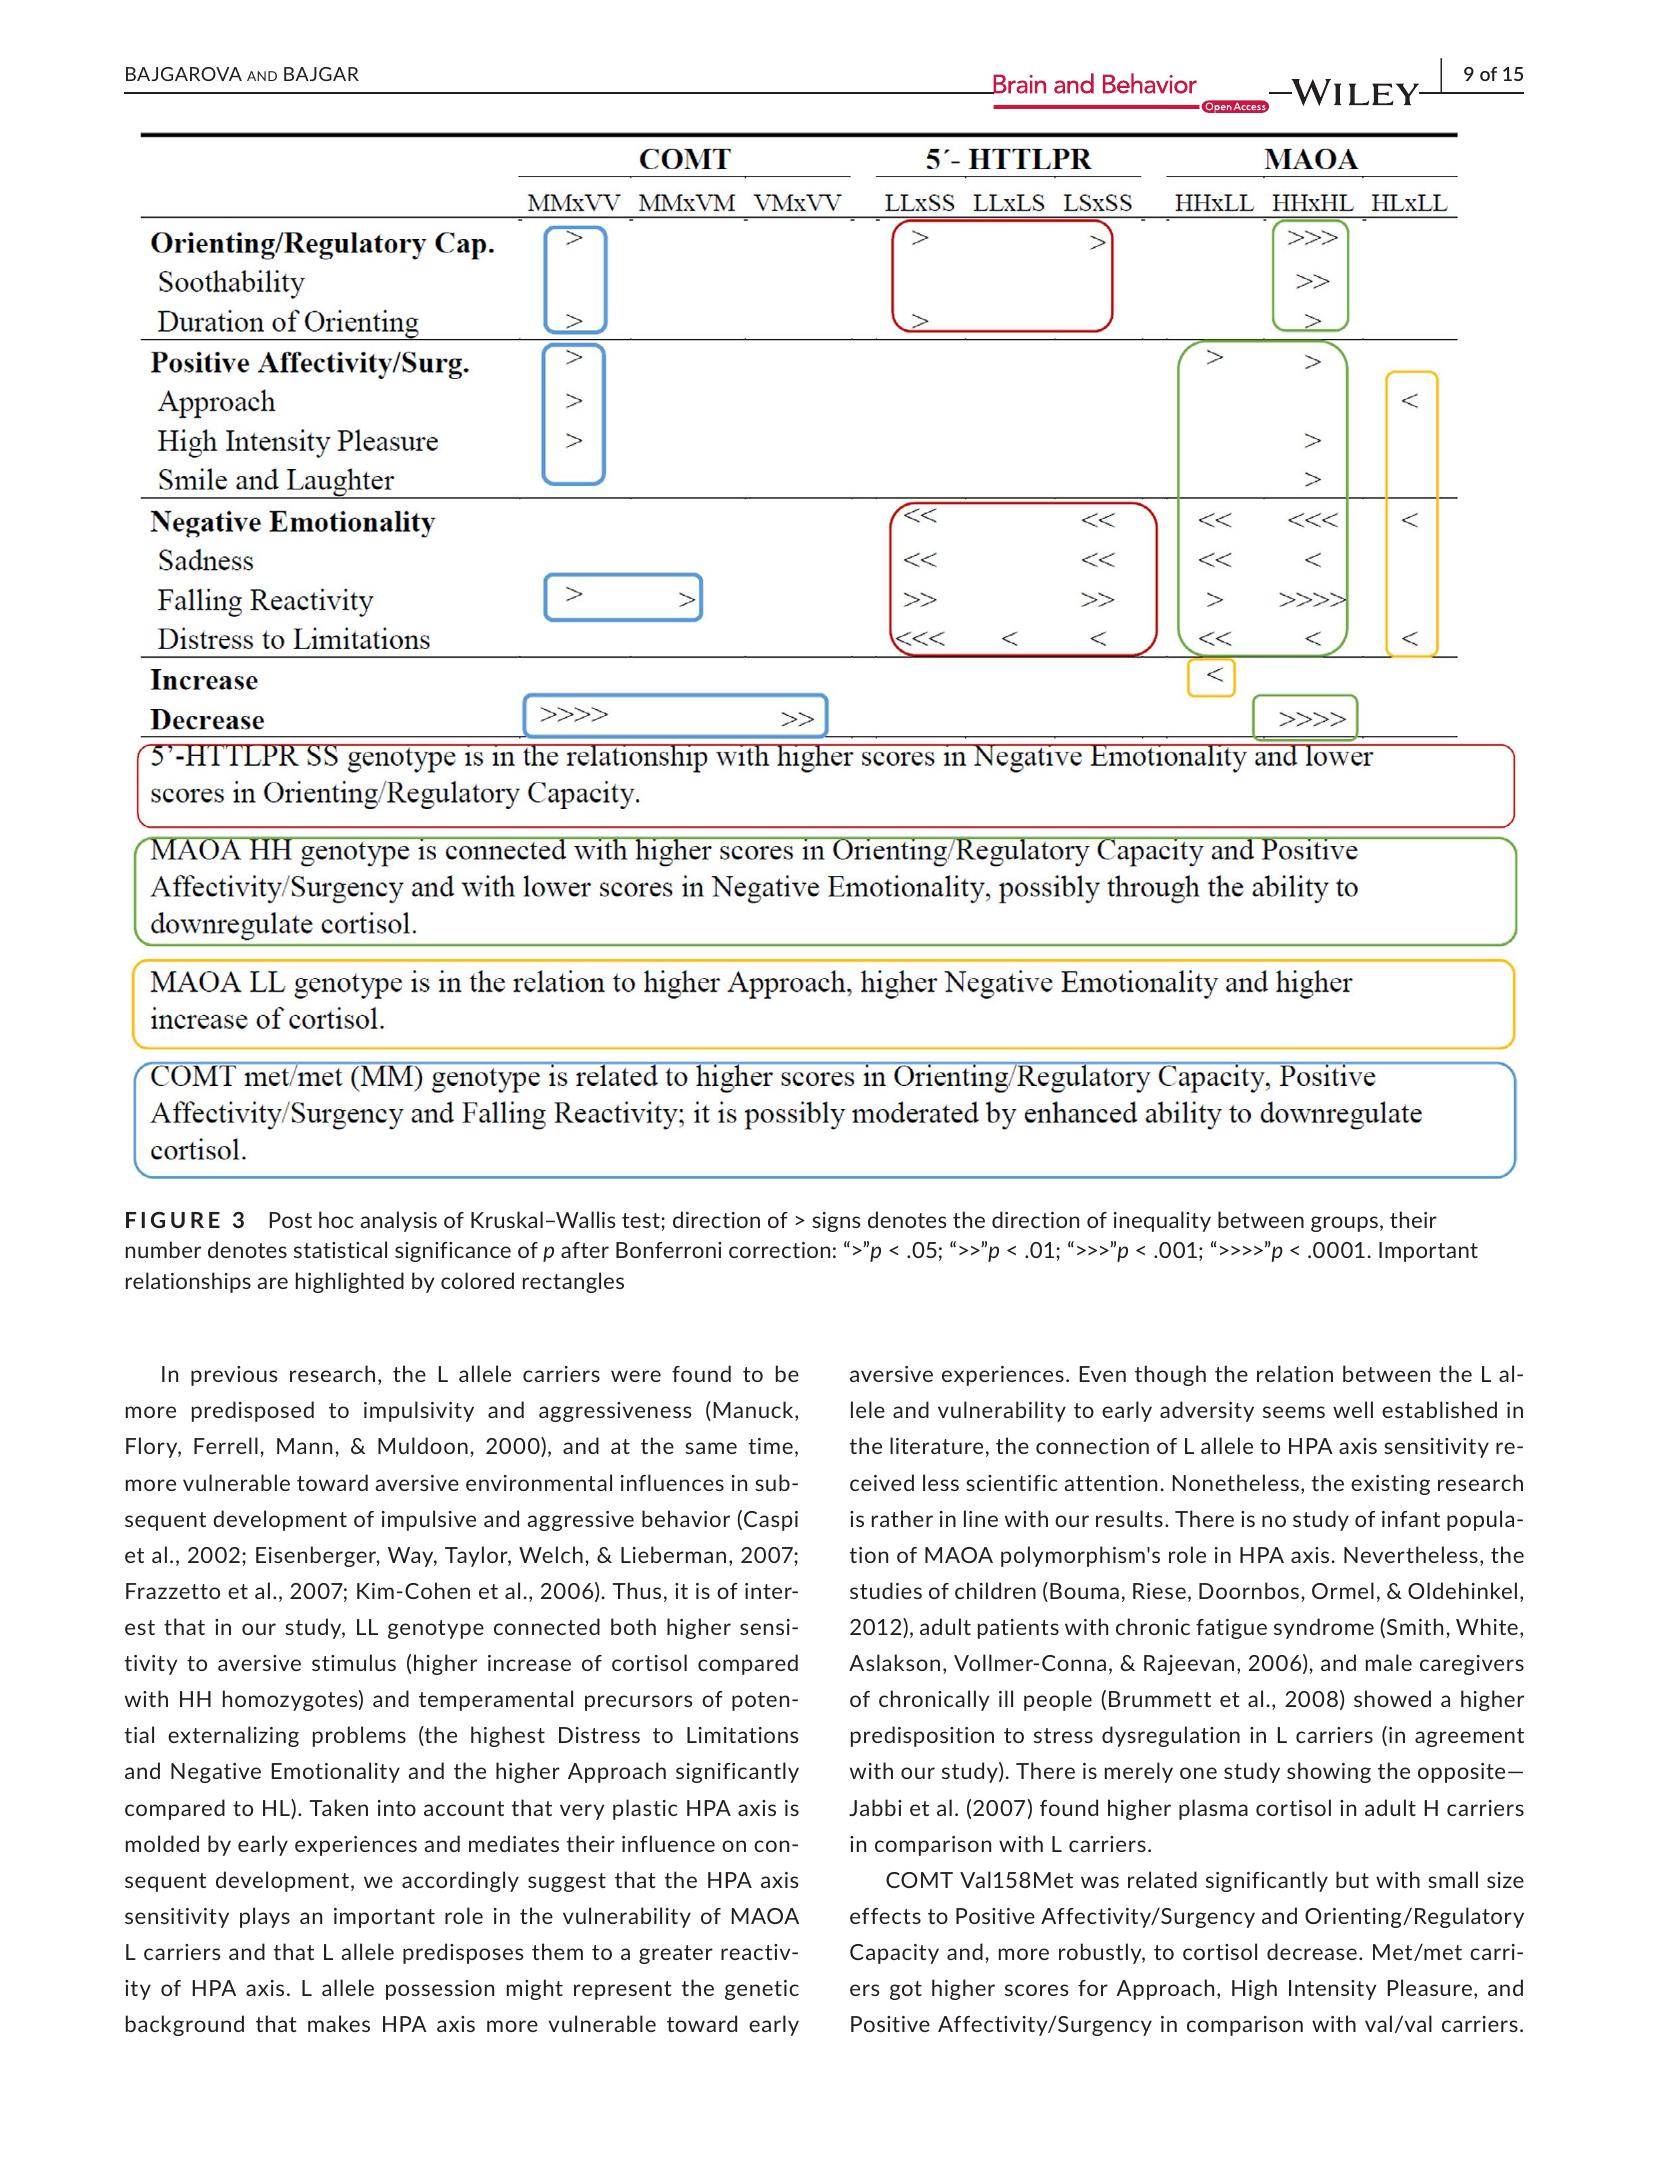 BAJGAROVA AND BAJGAR
Brain and Behavior
Open Access
WILEY
9 of 15
COMT 5´- HTTLPR MAOA
MMxVV MMxVM VMxVV LLxSS LLxLS LSxSS HHxLL HHxHL HLxLL
Orienting/Regulatory Cap. > > > >>>
Soothability >>
Duration of Orienting > > >
Positive Affectivity/Surg. > > >
Approach > <
High Intensity Pleasure > >
Smile and Laughter >
Negative Emotionality << << << <<< <
Sadness << << << <
Falling Reactivity > > >> >> > >>>>
Distress to Limitations <<< < < << < <
Increase <
Decrease >>>> >> >>>>
5’-HTTLPR SS genotype is in the relationship with higher scores in Negative Emotionality and lower
scores in Orienting/Regulatory Capacity.
MAOA HH genotype is connected with higher scores in Orienting/Regulatory Capacity and Positive
Affectivity/Surgency and with lower scores in Negative Emotionality, possibly through the ability to
downregulate cortisol.
MAOA LL genotype is in the relation to higher Approach, higher Negative Emotionality and higher
increase of cortisol.
COMT met/met (MM) genotype is related to higher scores in Orienting/Regulatory Capacity, Positive
Affectivity/Surgency and Falling Reactivity; it is possibly moderated by enhanced ability to downregulate
cortisol.
FIGURE 3 Post hoc analysis of Kruskal–Wallis test; direction of > signs denotes the direction of inequality between groups, their
number denotes statistical significance of p after Bonferroni correction: “>”p < .05; “>>”p < .01; “>>>”p < .001; “>>>>”p < .0001. Important
relationships are highlighted by colored rectangles
In previous research, the L allele carriers were found to be
more predisposed to impulsivity and aggressiveness (Manuck,
Flory, Ferrell, Mann, & Muldoon, 2000), and at the same time,
more vulnerable toward aversive environmental influences in sub-
sequent development of impulsive and aggressive behavior (Caspi
et al., 2002; Eisenberger, Way, Taylor, Welch, & Lieberman, 2007;
Frazzetto et al., 2007; Kim-Cohen et al., 2006). Thus, it is of inter-
est that in our study, LL genotype connected both higher sensi-
tivity to aversive stimulus (higher increase of cortisol compared
with HH homozygotes) and temperamental precursors of poten-
tial externalizing problems (the highest Distress to Limitations
and Negative Emotionality and the higher Approach significantly
compared to HL). Taken into account that very plastic HPA axis is
molded by early experiences and mediates their influence on con-
sequent development, we accordingly suggest that the HPA axis
sensitivity plays an important role in the vulnerability of MAOA
L carriers and that L allele predisposes them to a greater reactiv-
ity of HPA axis. L allele possession might represent the genetic
background that makes HPA axis more vulnerable toward early
aversive experiences. Even though the relation between the L al-
lele and vulnerability to early adversity seems well established in
the literature, the connection of L allele to HPA axis sensitivity re-
ceived less scientific attention. Nonetheless, the existing research
is rather in line with our results. There is no study of infant popula-
tion of MAOA polymorphism's role in HPA axis. Nevertheless, the
studies of children (Bouma, Riese, Doornbos, Ormel, & Oldehinkel,
2012), adult patients with chronic fatigue syndrome (Smith, White,
Aslakson, Vollmer-Conna, & Rajeevan, 2006), and male caregivers
of chronically ill people (Brummett et al., 2008) showed a higher
predisposition to stress dysregulation in L carriers (in agreement
with our study). There is merely one study showing the opposite—
Jabbi et al. (2007) found higher plasma cortisol in adult H carriers
in comparison with L carriers.
COMT Val158Met was related significantly but with small size
effects to Positive Affectivity/Surgency and Orienting/Regulatory
Capacity and, more robustly, to cortisol decrease. Met/met carri-
ers got higher scores for Approach, High Intensity Pleasure, and
Positive Affectivity/Surgency in comparison with val/val carriers.